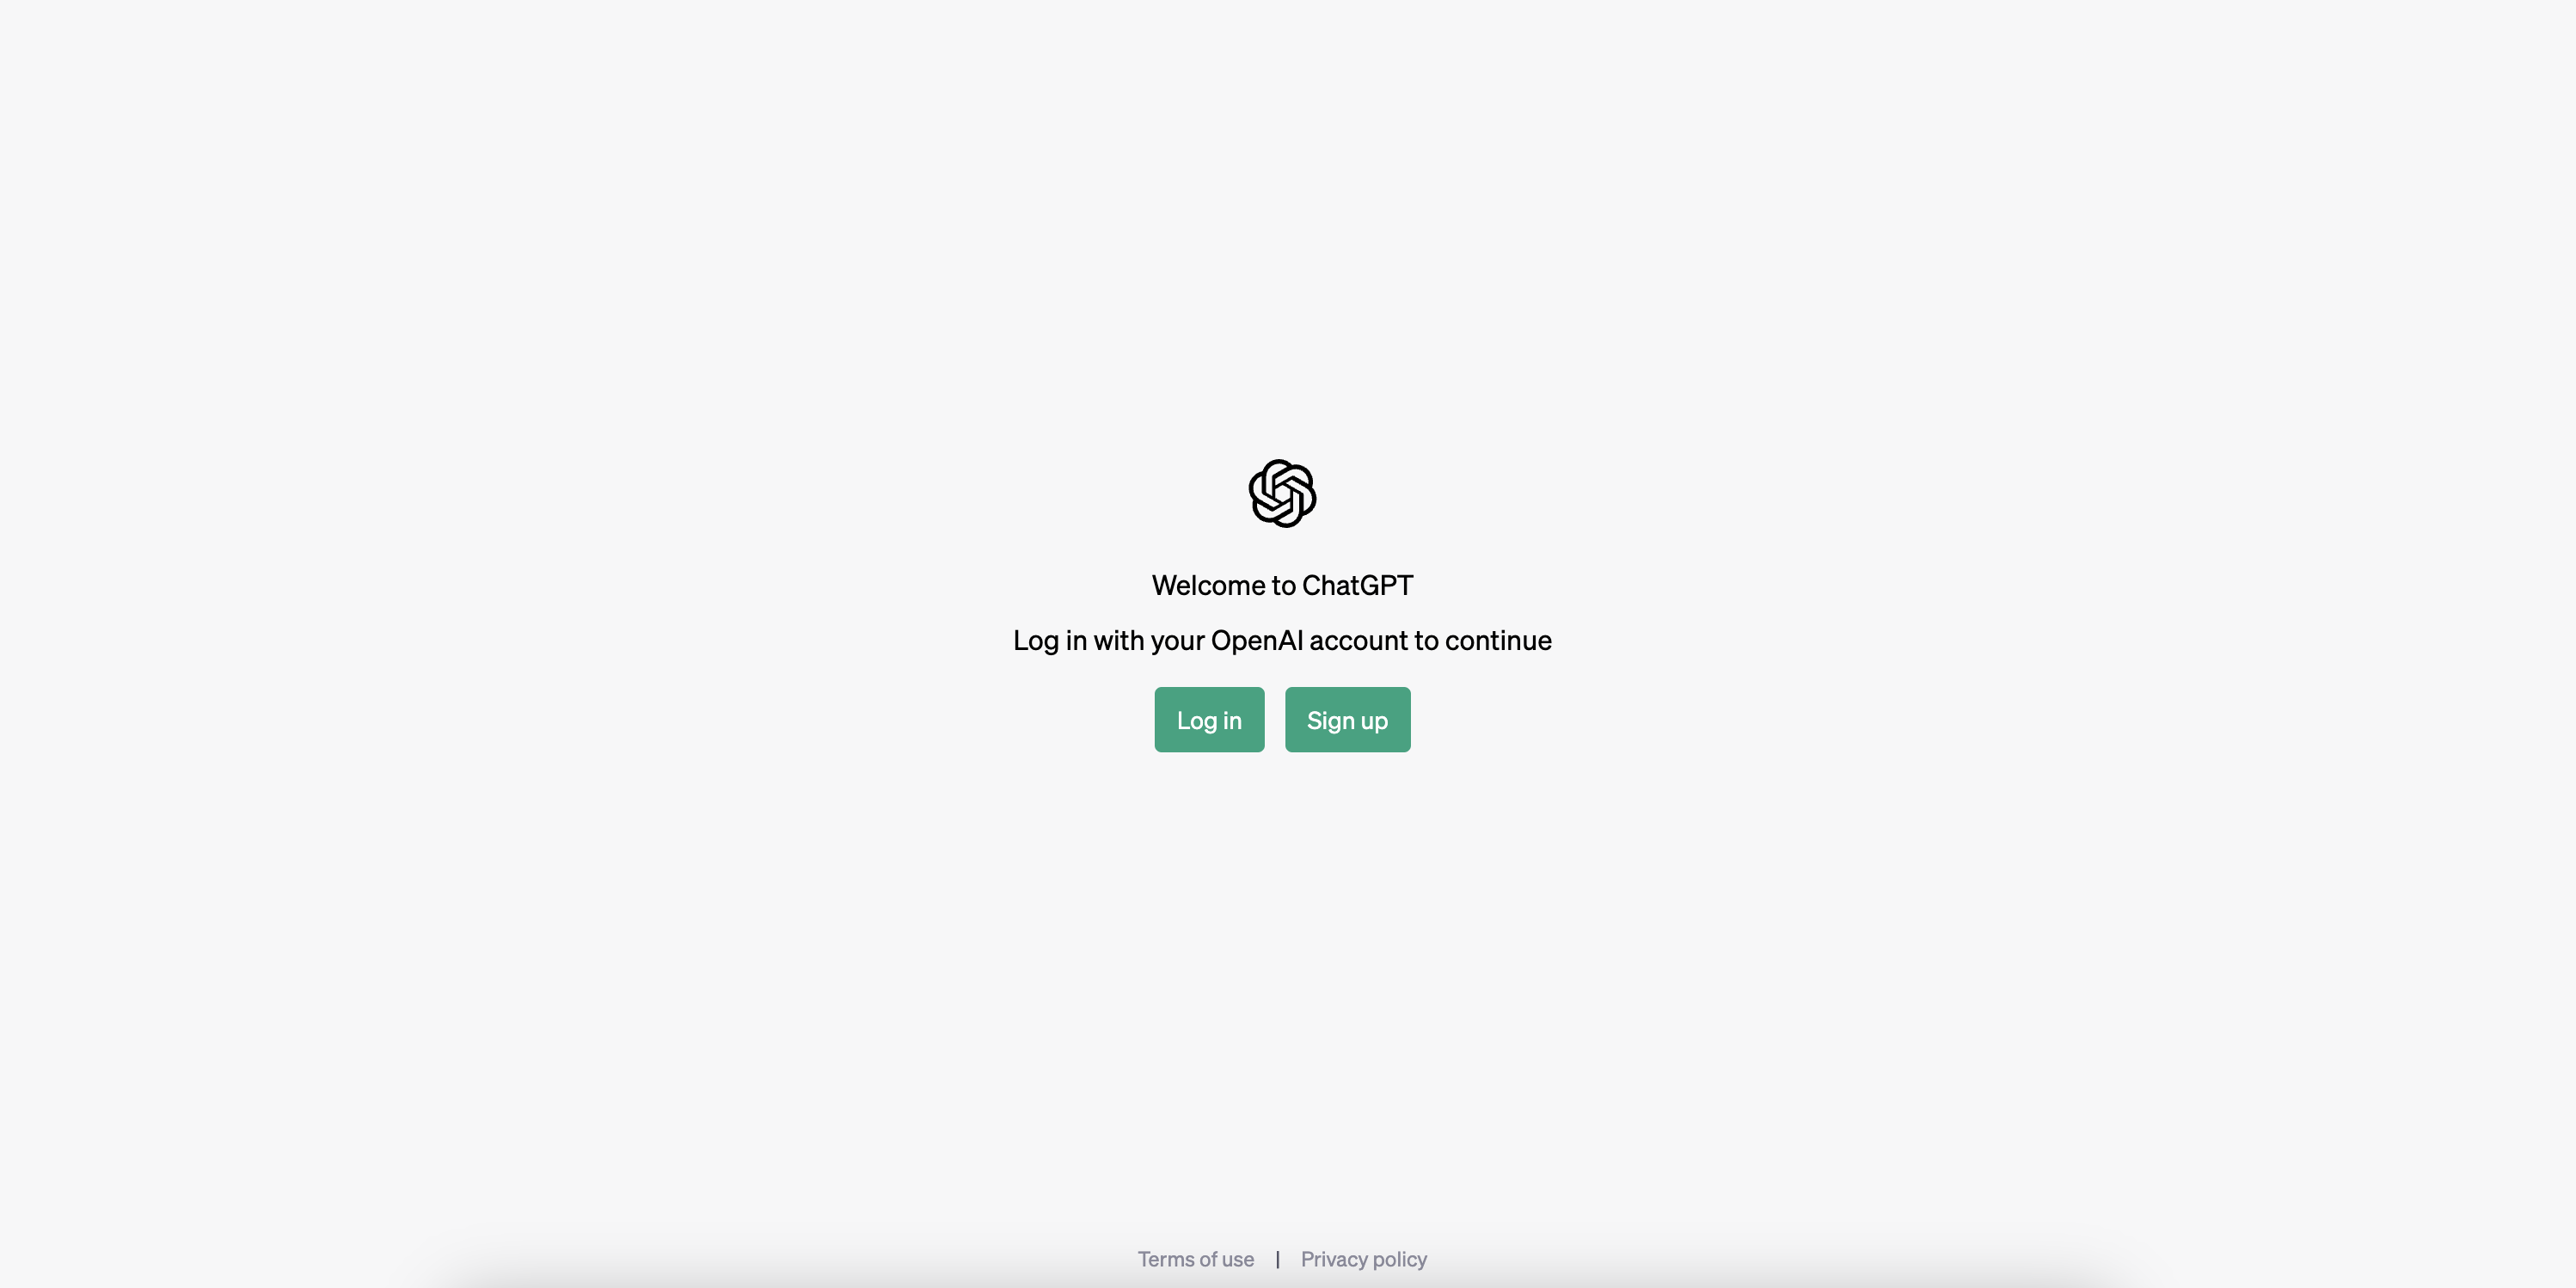 Welcome to ChatGPT
Log in with your OpenAI account to continue
Log in Sign up
Terms of use | Privacy policy